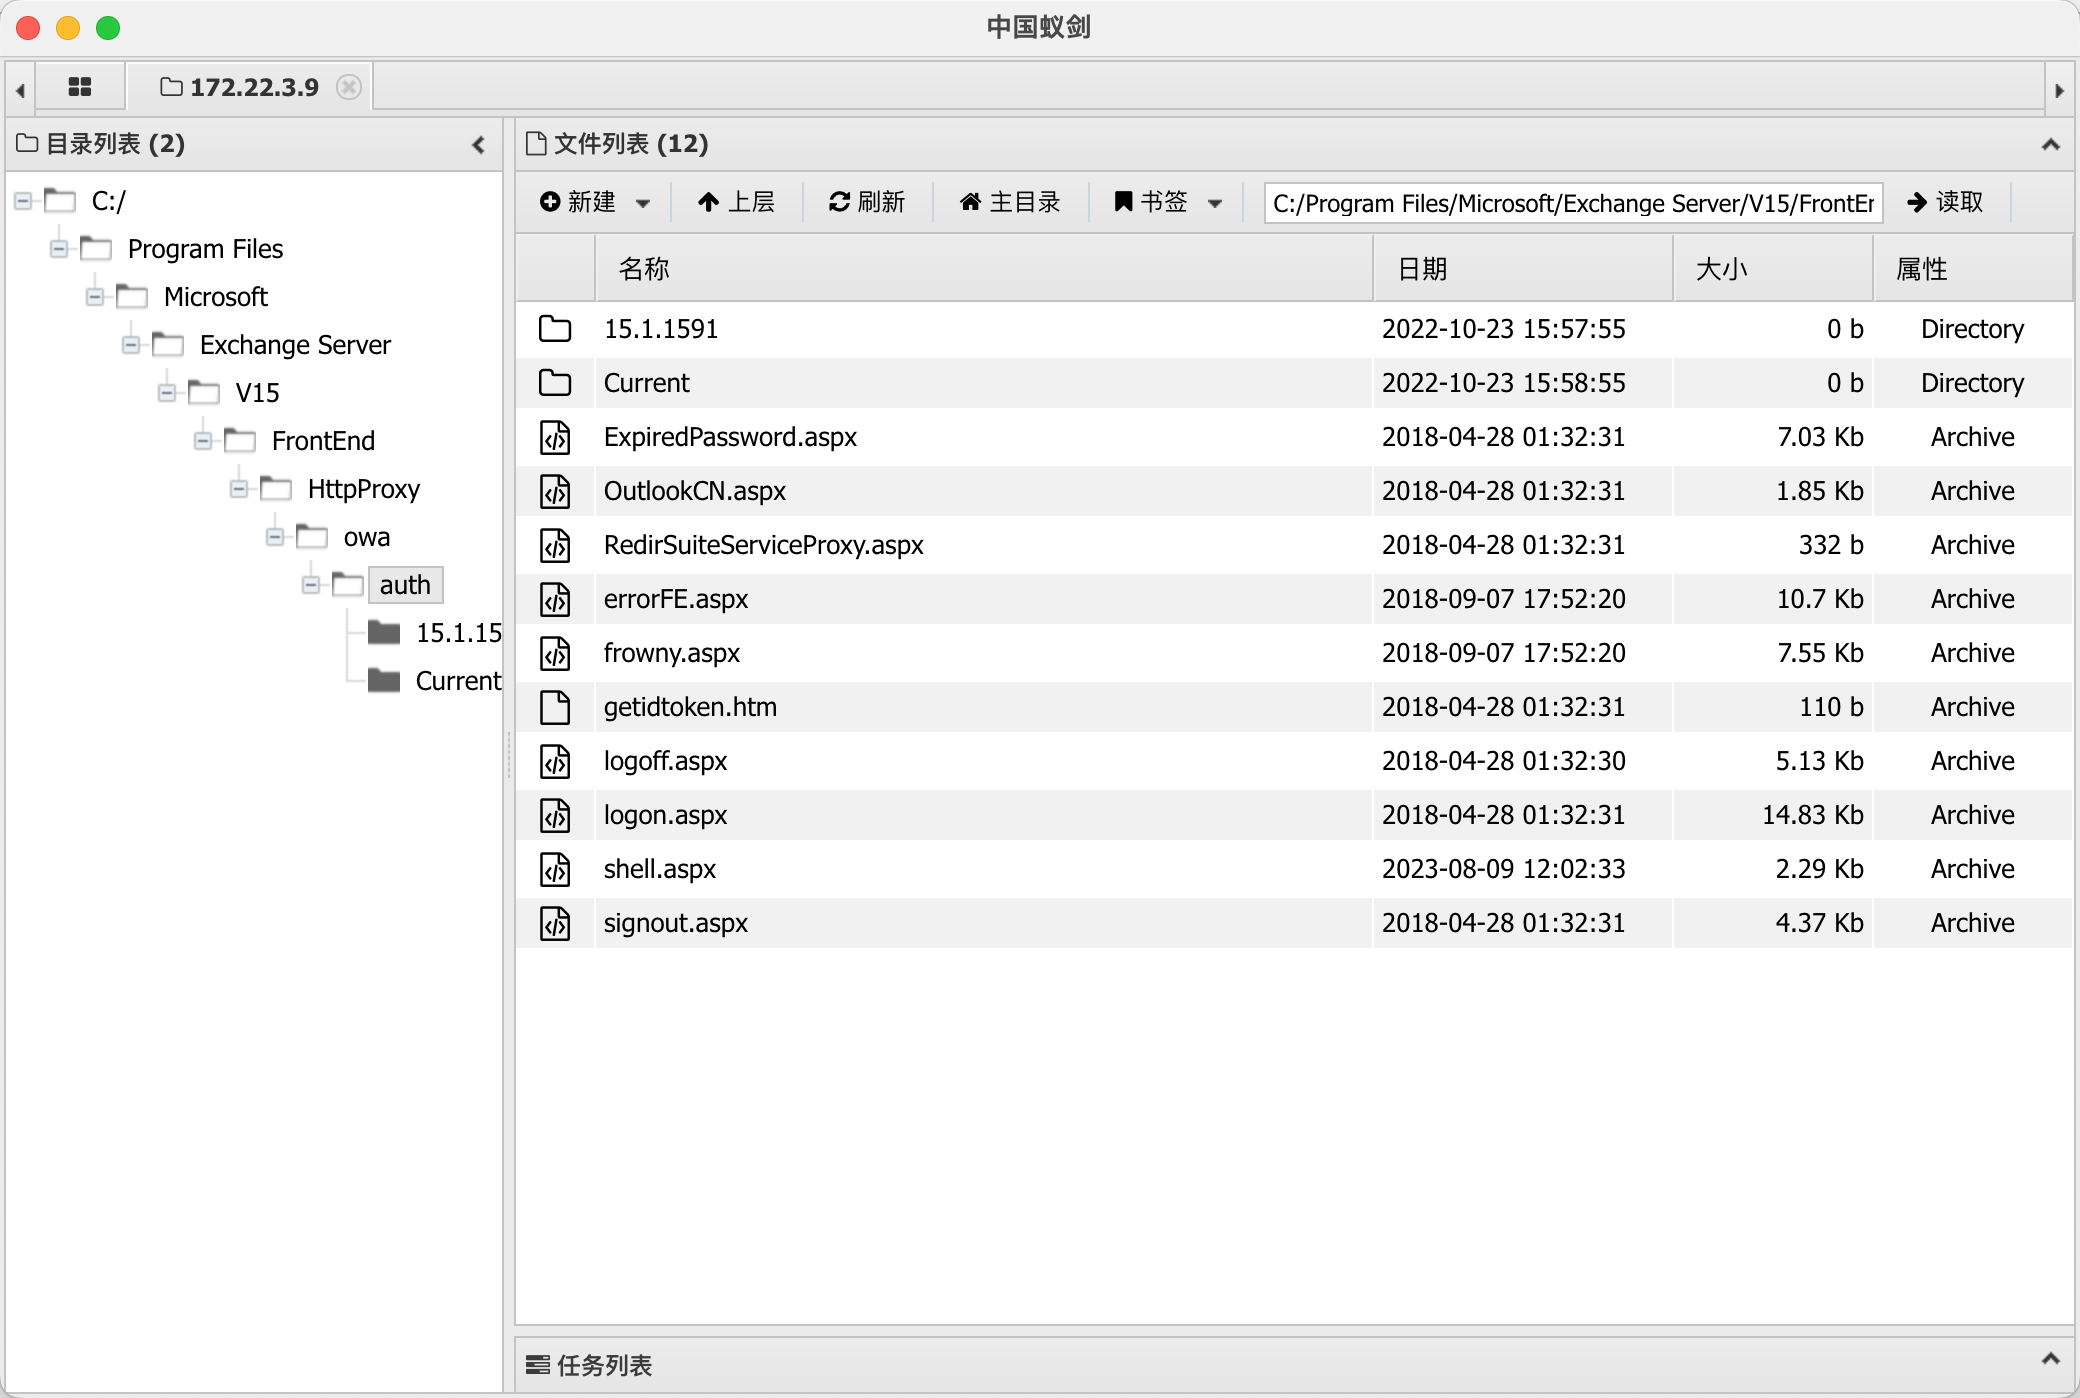 中国蚁剑
172.22.3.9
目录列表 (2)
C:/
Program Files
Microsoft
Exchange Server
V15
FrontEnd
HttpProxy
owa
auth
15.1.15
Current
文件列表 (12)
新建 上层 刷新 主目录 书签 C:/Program Files/Microsoft/Exchange Server/V15/FrontEr 读取
名称 日期 大小 属性
15.1.1591 2022-10-23 15:57:55 0 b Directory
Current 2022-10-23 15:58:55 0 b Directory
ExpiredPassword.aspx 2018-04-28 01:32:31 7.03 Kb Archive
OutlookCN.aspx 2018-04-28 01:32:31 1.85 Kb Archive
RedirSuiteServiceProxy.aspx 2018-04-28 01:32:31 332 b Archive
errorFE.aspx 2018-09-07 17:52:20 10.7 Kb Archive
frowny.aspx 2018-09-07 17:52:20 7.55 Kb Archive
getidtoken.htm 2018-04-28 01:32:31 110 b Archive
logoff.aspx 2018-04-28 01:32:30 5.13 Kb Archive
logon.aspx 2018-04-28 01:32:31 14.83 Kb Archive
shell.aspx 2023-08-09 12:02:33 2.29 Kb Archive
signout.aspx 2018-04-28 01:32:31 4.37 Kb Archive
任务列表